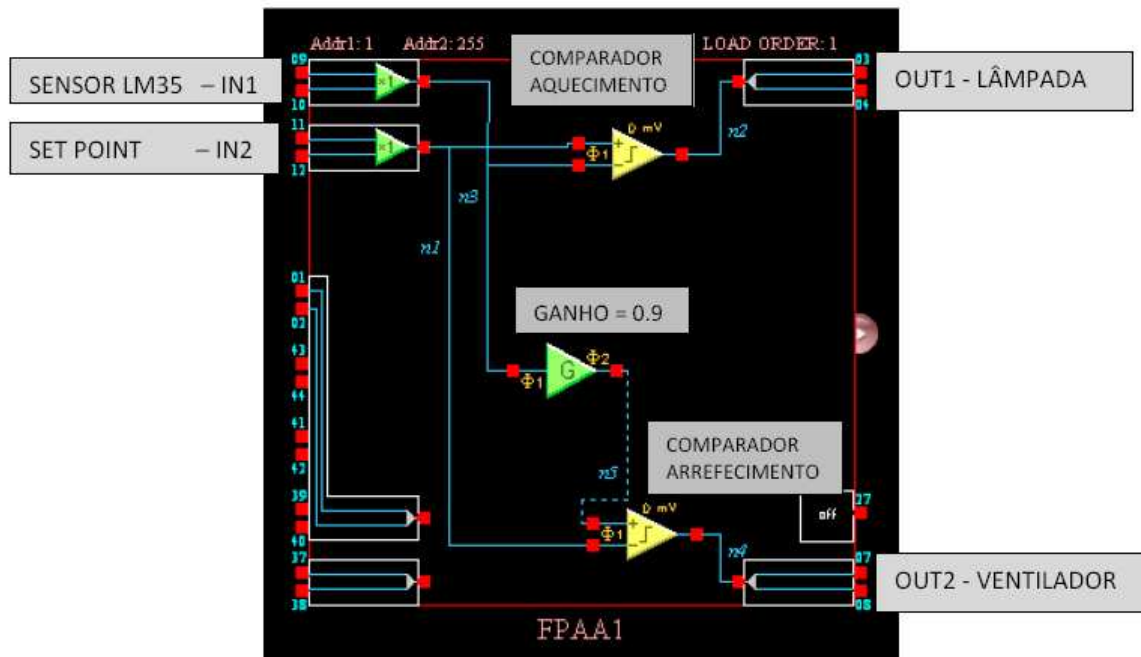 Addr1: 1 Addr2: 255
LOAD ORDER: 1
SENSOR LM35 – IN1
SET POINT – IN2
COMPARADOR
AQUECIMENTO
OUT1 - LÂMPADA
09
10
11
12
03
04
×1
×1
0 mV
Φ1
+
−
n2
n3
n1
01
02
43
44
41
42
39
40
37
38
GANHO = 0.9
Φ1
G
Φ2
n5
COMPARADOR
ARREFECIMENTO
0 mV
Φ1
+
−
n4
off
07
08
OUT2 - VENTILADOR
FPAA1